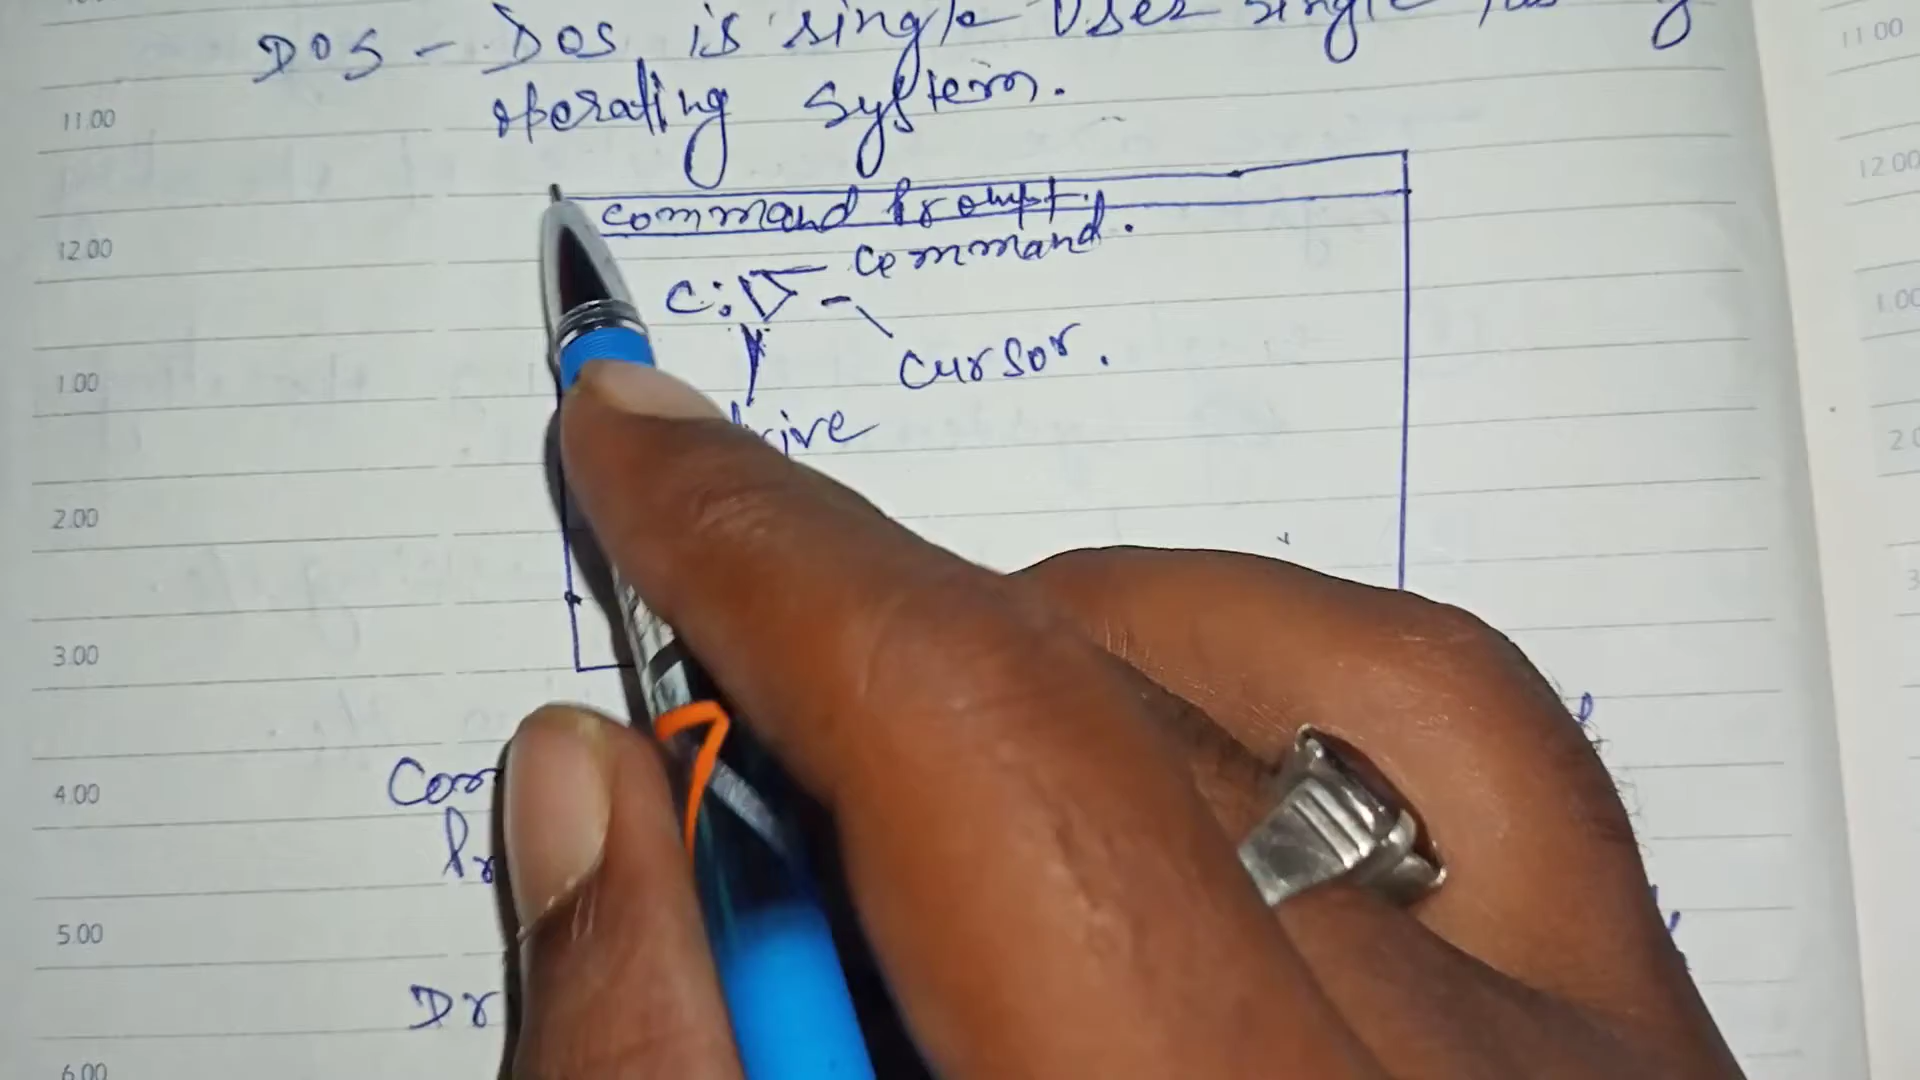 DOS - DOS is single User single
11.00
operating System.
11 00
12.00
Command Prompt.
12.00
Command.
C:\>-
1.00
Cursor.
1.00
drive
2.00
3.00
4.00
5.00
Dr
6.00